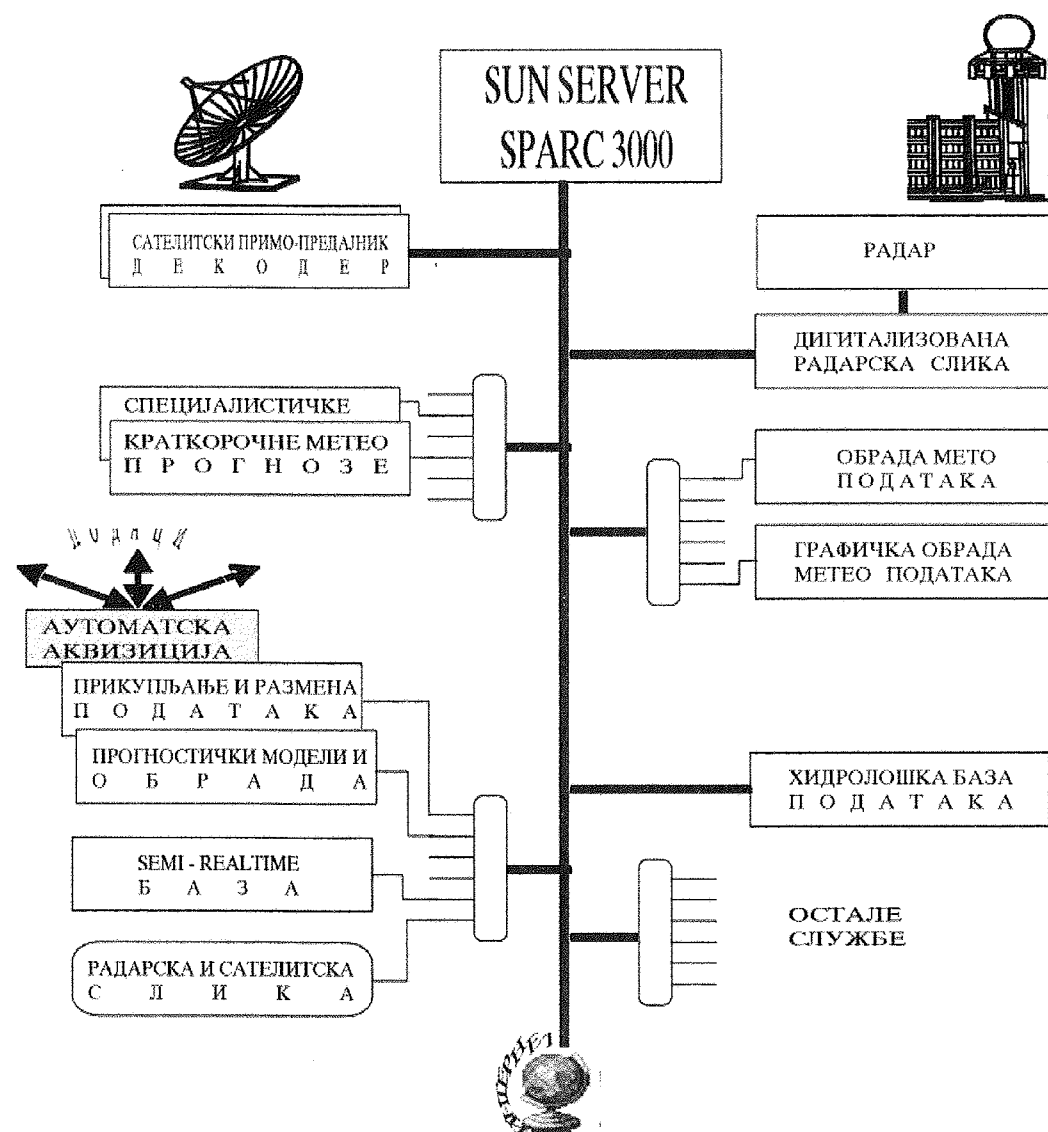 SUN SERVER
SPARC 3000
САТЕЛИТСКИ ПРИМО-ПРЕДАЈНИК
Д Е К О Д Е Р
РАДАР
ДИГИТАЛИЗОВАНА
РАДАРСКА СЛИКА
СПЕЦИЈАЛИСТИЧКЕ
КРАТКОРОЧНЕ МЕТЕО
П Р О Г Н О З Е
ОБРАДА МЕТО
П О Д А Т А К А
ГРАФИЧКА ОБРАДА
МЕТЕО ПОДАТАКА
АУТОМАТСКА
АКВИЗИЦИЈА
ПРИКУПЉАЊЕ И РАЗМЕНА
П О Д А Т А К А
ПРОГНОСТИЧКИ МОДЕЛИ И
О Б Р А Д А
ХИДРОЛОШКА БАЗА
П О Д А Т А К А
SEMI - REALTIME
Б А З А
ОСТАЛЕ
СЛУЖБЕ
РАДАРСКА И САТЕЛИТСКА
С Л И К А